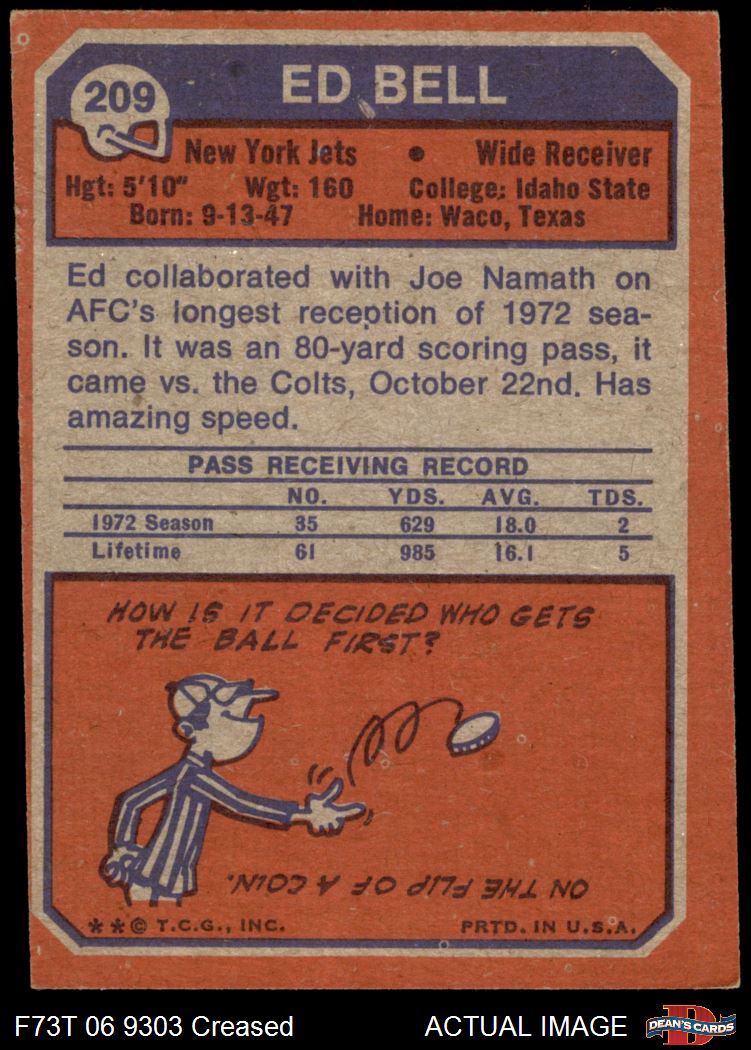 209
ED BELL
New York Jets • Wide Receiver
Hgt: 5'10" Wgt: 160 College: Idaho State
Born: 9-13-47 Home: Waco, Texas
Ed collaborated with Joe Namath on
AFC's longest reception of 1972 sea-
son. It was an 80-yard scoring pass, it
came vs. the Colts, October 22nd. Has
amazing speed.
PASS RECEIVING RECORD
NO. YDS. AVG. TDS.
1972 Season 35 629 18.0 2
Lifetime 61 985 16.1 5
HOW IS IT DECIDED WHO GETS
THE BALL FIRST?
ON THE FLIP OF A COIN.
**© T.C.G., INC. PRTD. IN U.S.A.
F73T 06 9303 Creased ACTUAL IMAGE
DEAN'S CARDS